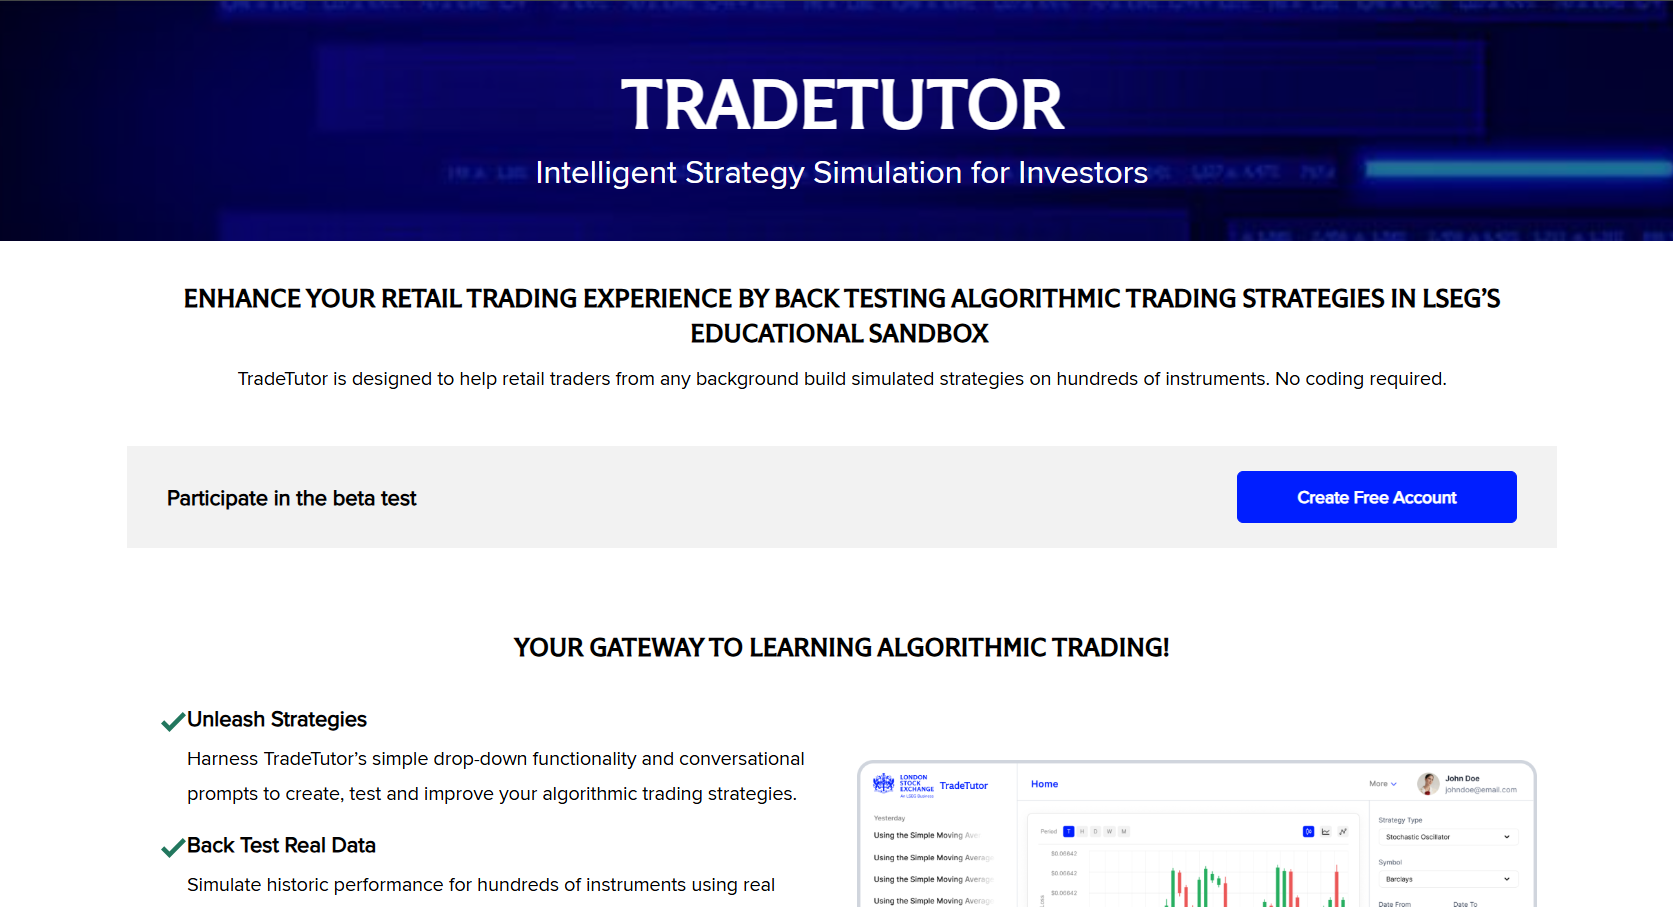 TRADETUTOR
Intelligent Strategy Simulation for Investors
ENHANCE YOUR RETAIL TRADING EXPERIENCE BY BACK TESTING ALGORITHMIC TRADING STRATEGIES IN LSEG’S
EDUCATIONAL SANDBOX
TradeTutor is designed to help retail traders from any background build simulated strategies on hundreds of instruments. No coding required.
Participate in the beta test
Create Free Account
YOUR GATEWAY TO LEARNING ALGORITHMIC TRADING!
Unleash Strategies
Harness TradeTutor’s simple drop-down functionality and conversational
prompts to create, test and improve your algorithmic trading strategies.
Back Test Real Data
Simulate historic performance for hundreds of instruments using real
LONDON
STOCK
EXCHANGE
An LSEG Business
TradeTutor
Home
More
John Doe
johndoe@email.com
Yesterday
Using the Simple Moving Aver
Using the Simple Moving Average
Using the Simple Moving Average
Using the Simple Moving Average
Period
T H D W M
$0.06642
$0.06642
$0.06642
Strategy Type
Stochastic Oscillator
Symbol
Barclays
Date From
Date To